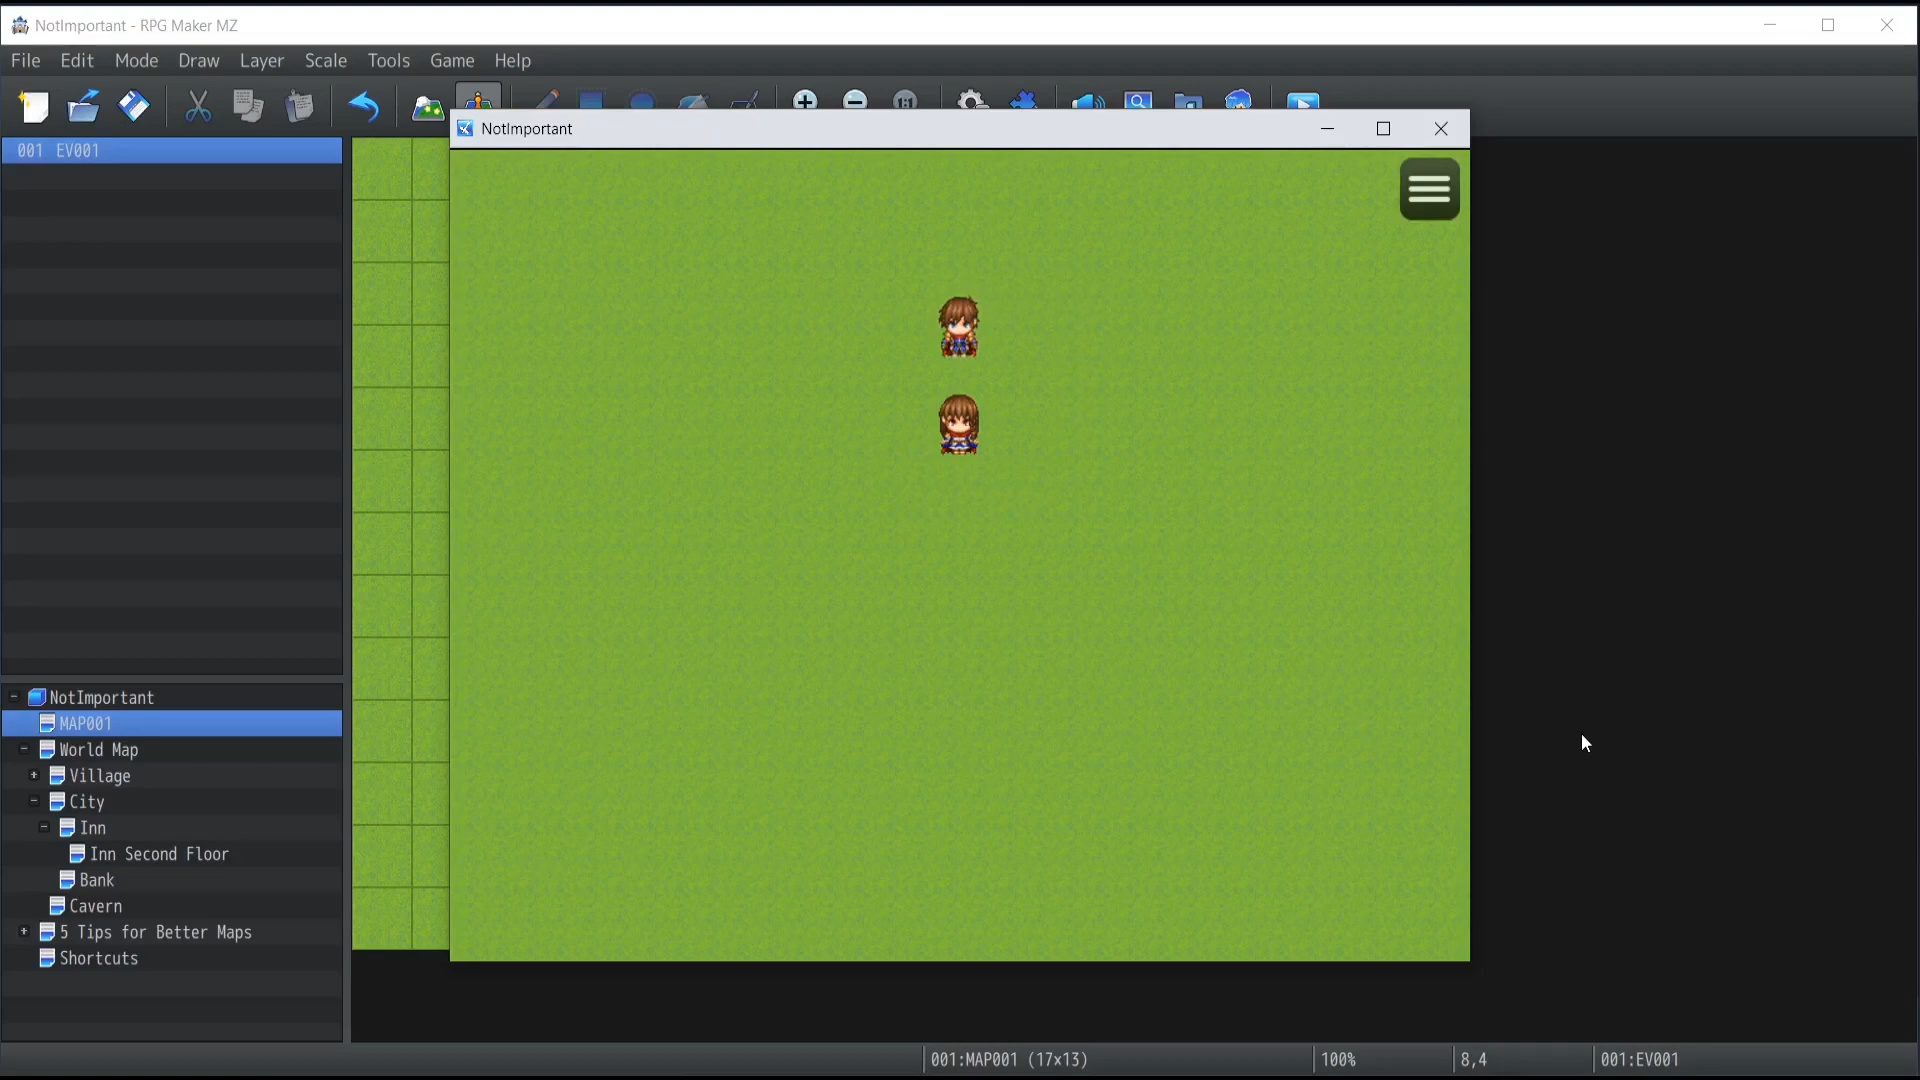 NotImportant - RPG Maker MZ
File Edit Mode Draw Layer Scale Tools Game Help
1:1
NotImportant
001 EV001
NotImportant
MAP001
World Map
Village
City
Inn
Inn Second Floor
Bank
Cavern
5 Tips for Better Maps
Shortcuts
001:MAP001 (17x13) 100% 8,4 001:EV001